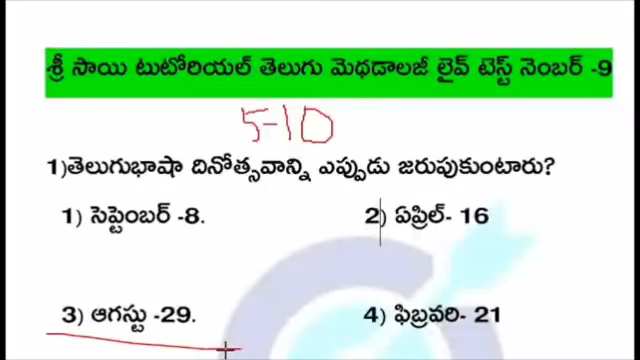 శ్రీ సాయి టుటోరియల్ తెలుగు మెథడాలజీ లైవ్ టెస్ట్ నెంబర్ -9
5-10
1)తెలుగుభాషా దినోత్సవాన్ని ఎప్పుడు జరుపుకుంటారు?
1) సెప్టెంబర్ -8. 2) ఏప్రిల్- 16
3) ఆగస్టు -29. 4) ఫిబ్రవరి- 21